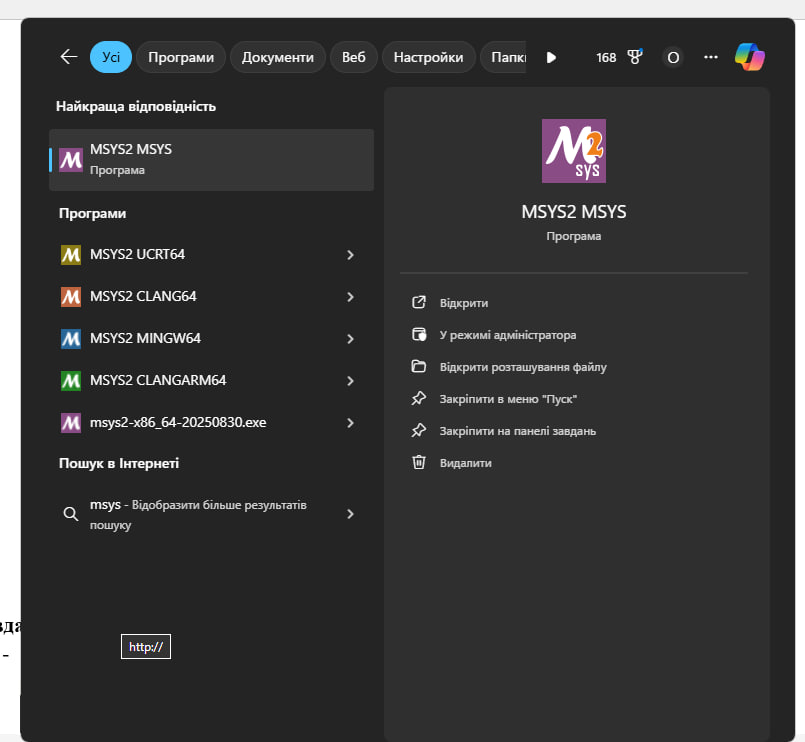 Усі
Програми
Документи
Веб
Настройки
Папк
168
О
Найкраща відповідність
MSYS2 MSYS
Програма
Програми
MSYS2 UCRT64
MSYS2 CLANG64
MSYS2 MINGW64
MSYS2 CLANGARM64
msys2-x86_64-20250830.exe
Пошук в Інтернеті
msys - Відобразити більше результатів
пошуку
http://
M2
sys
MSYS2 MSYS
Програма
Відкрити
У режимі адміністратора
Відкрити розташування файлу
Закріпити в меню "Пуск"
Закріпити на панелі завдань
Видалити
вда
-